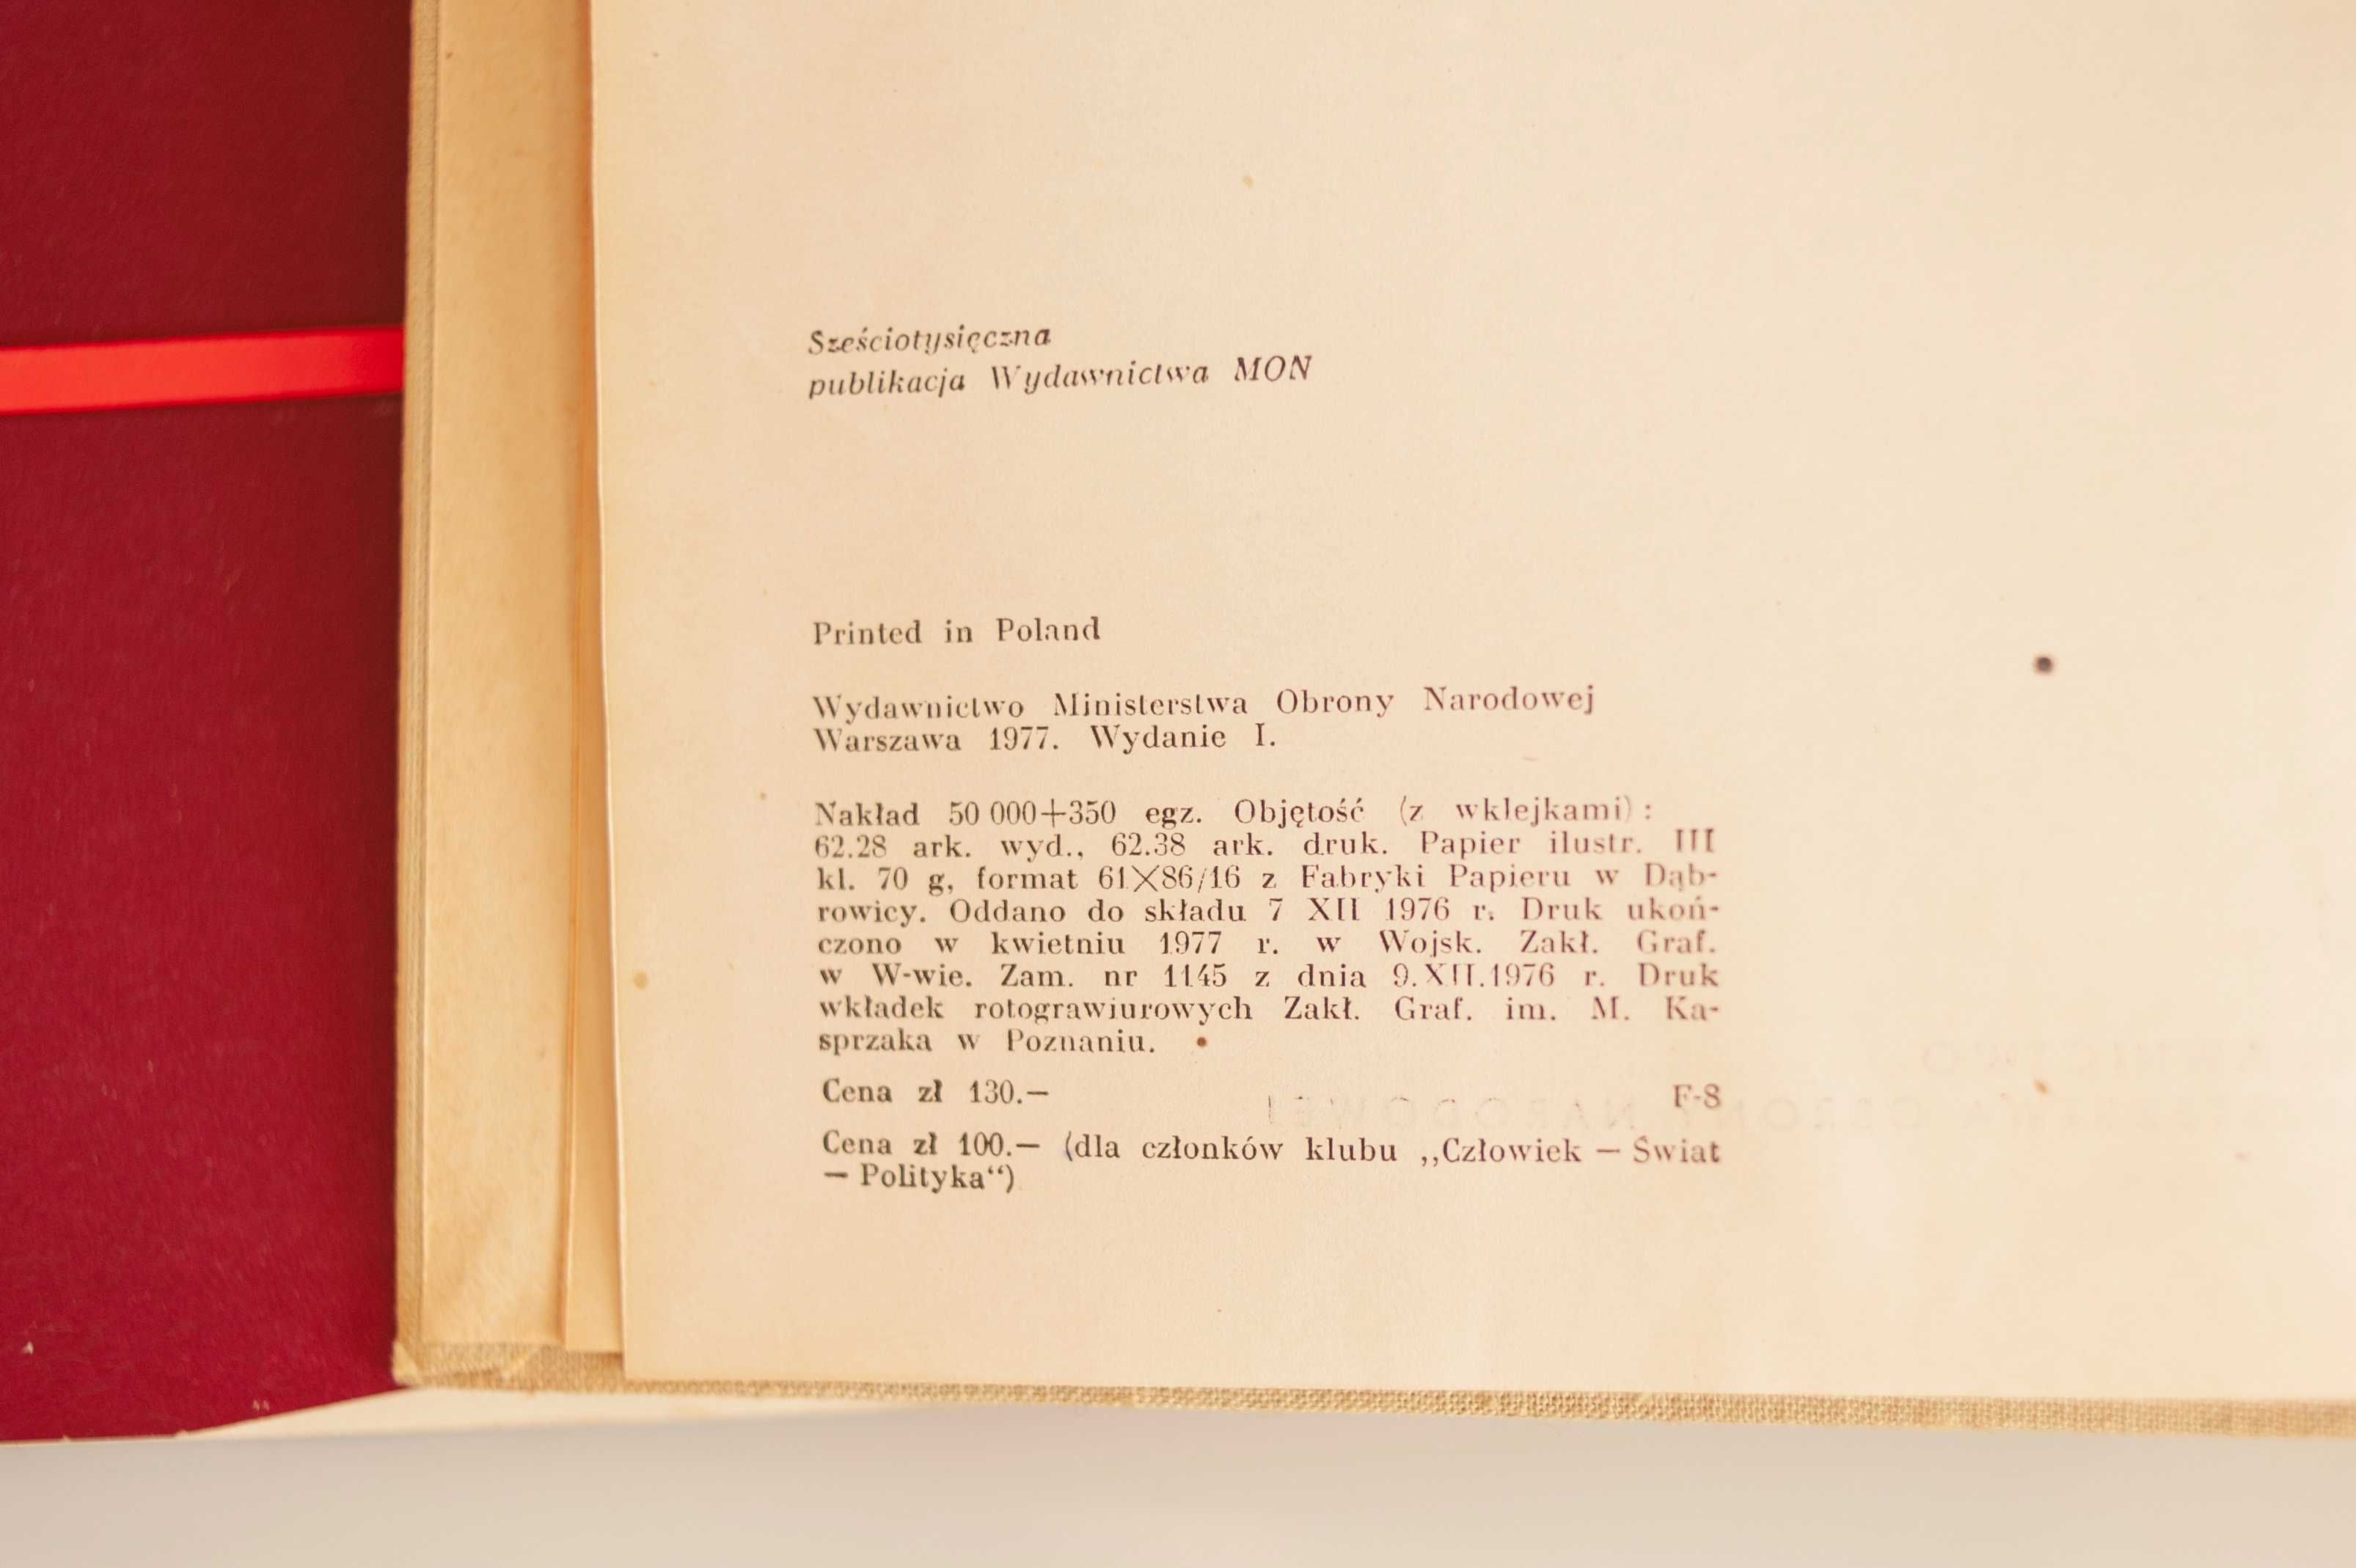 Sześciotysięczna
publikacja Wydawnictwa MON
Printed in Poland
Wydawnictwo Ministerstwa Obrony Narodowej
Warszawa 1977. Wydanie I.
Nakład 50 000+350 egz. Objętość (z wklejkami):
62.28 ark. wyd., 62.38 ark. druk. Papier ilustr. III
kl. 70 g, format 61×86/16 z Fabryki Papieru w Dąb-
rowicy. Oddano do składu 7 XII 1976 r. Druk ukoń-
czono w kwietniu 1977 r. w Wojsk. Zakł. Graf.
w W-wie. Zam. nr 1145 z dnia 9.XII.1976 r. Druk
wkładek rotograwiurowych Zakł. Graf. im. M. Ka-
sprzaka w Poznaniu.
Cena zł 130.— F-8
Cena zł 100.— (dla członków klubu ,,Człowiek — Świat
— Polityka“)